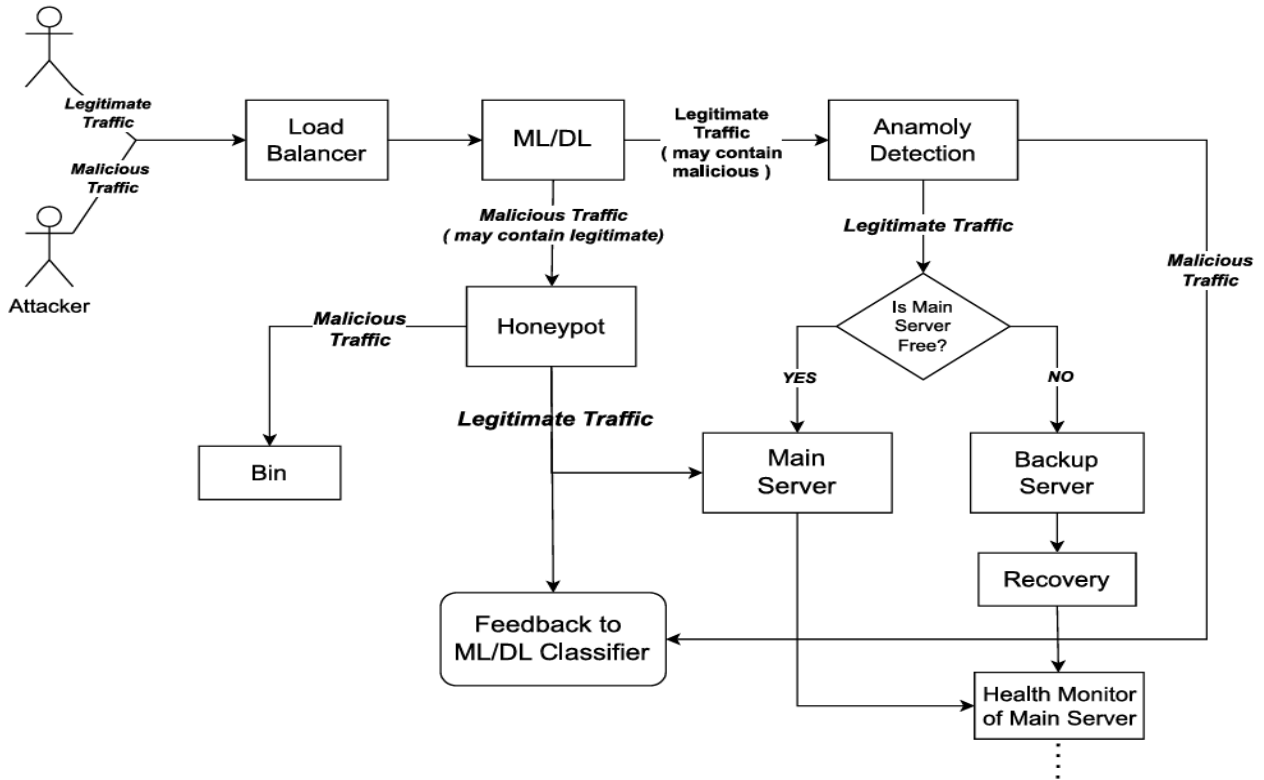 Legitimate
Traffic
Malicious
Traffic
Attacker
Load
Balancer
ML/DL
Legitimate
Traffic
( may contain
malicious )
Anamoly
Detection
Malicious Traffic
( may contain legitimate)
Legitimate Traffic
Malicious
Traffic
Honeypot
Malicious
Traffic
Is Main
Server
Free?
YES
NO
Legitimate Traffic
Bin
Main
Server
Backup
Server
Recovery
Feedback to
ML/DL Classifier
Health Monitor
of Main Server